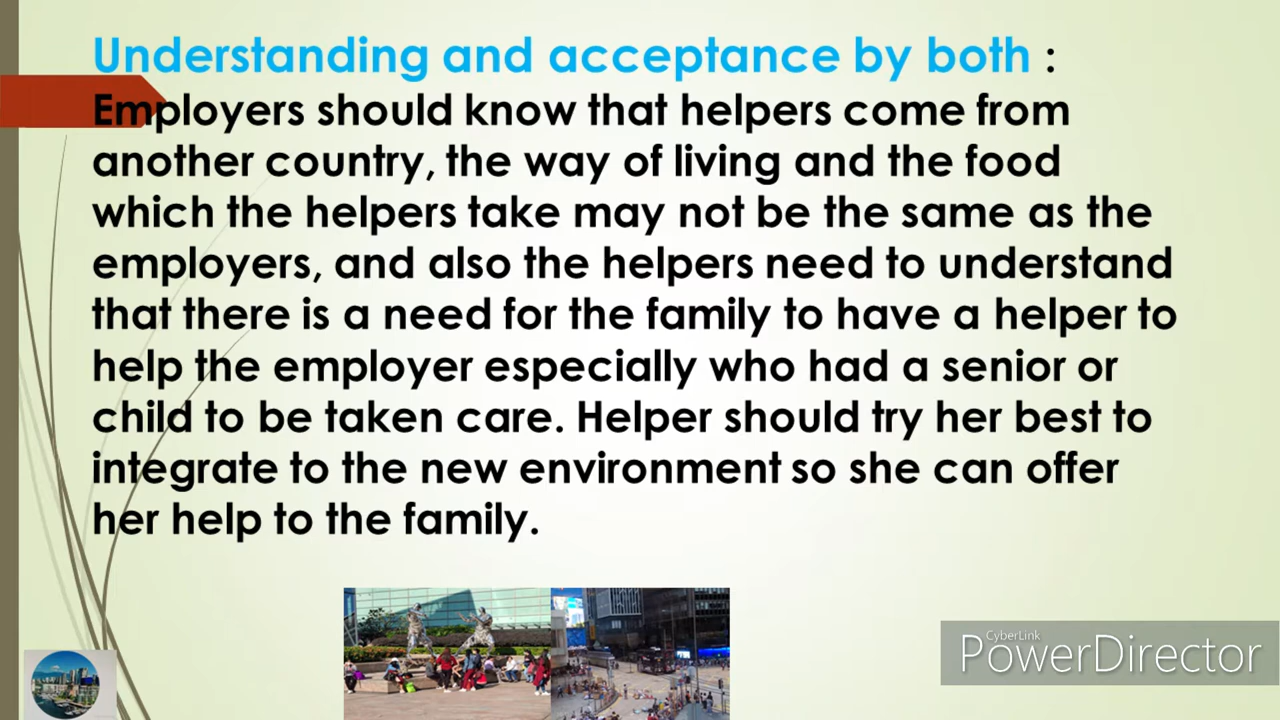 Understanding and acceptance by both :
Employers should know that helpers come from
another country, the way of living and the food
which the helpers take may not be the same as the
employers, and also the helpers need to understand
that there is a need for the family to have a helper to
help the employer especially who had a senior or
child to be taken care. Helper should try her best to
integrate to the new environment so she can offer
her help to the family.
CyberLink
PowerDirector